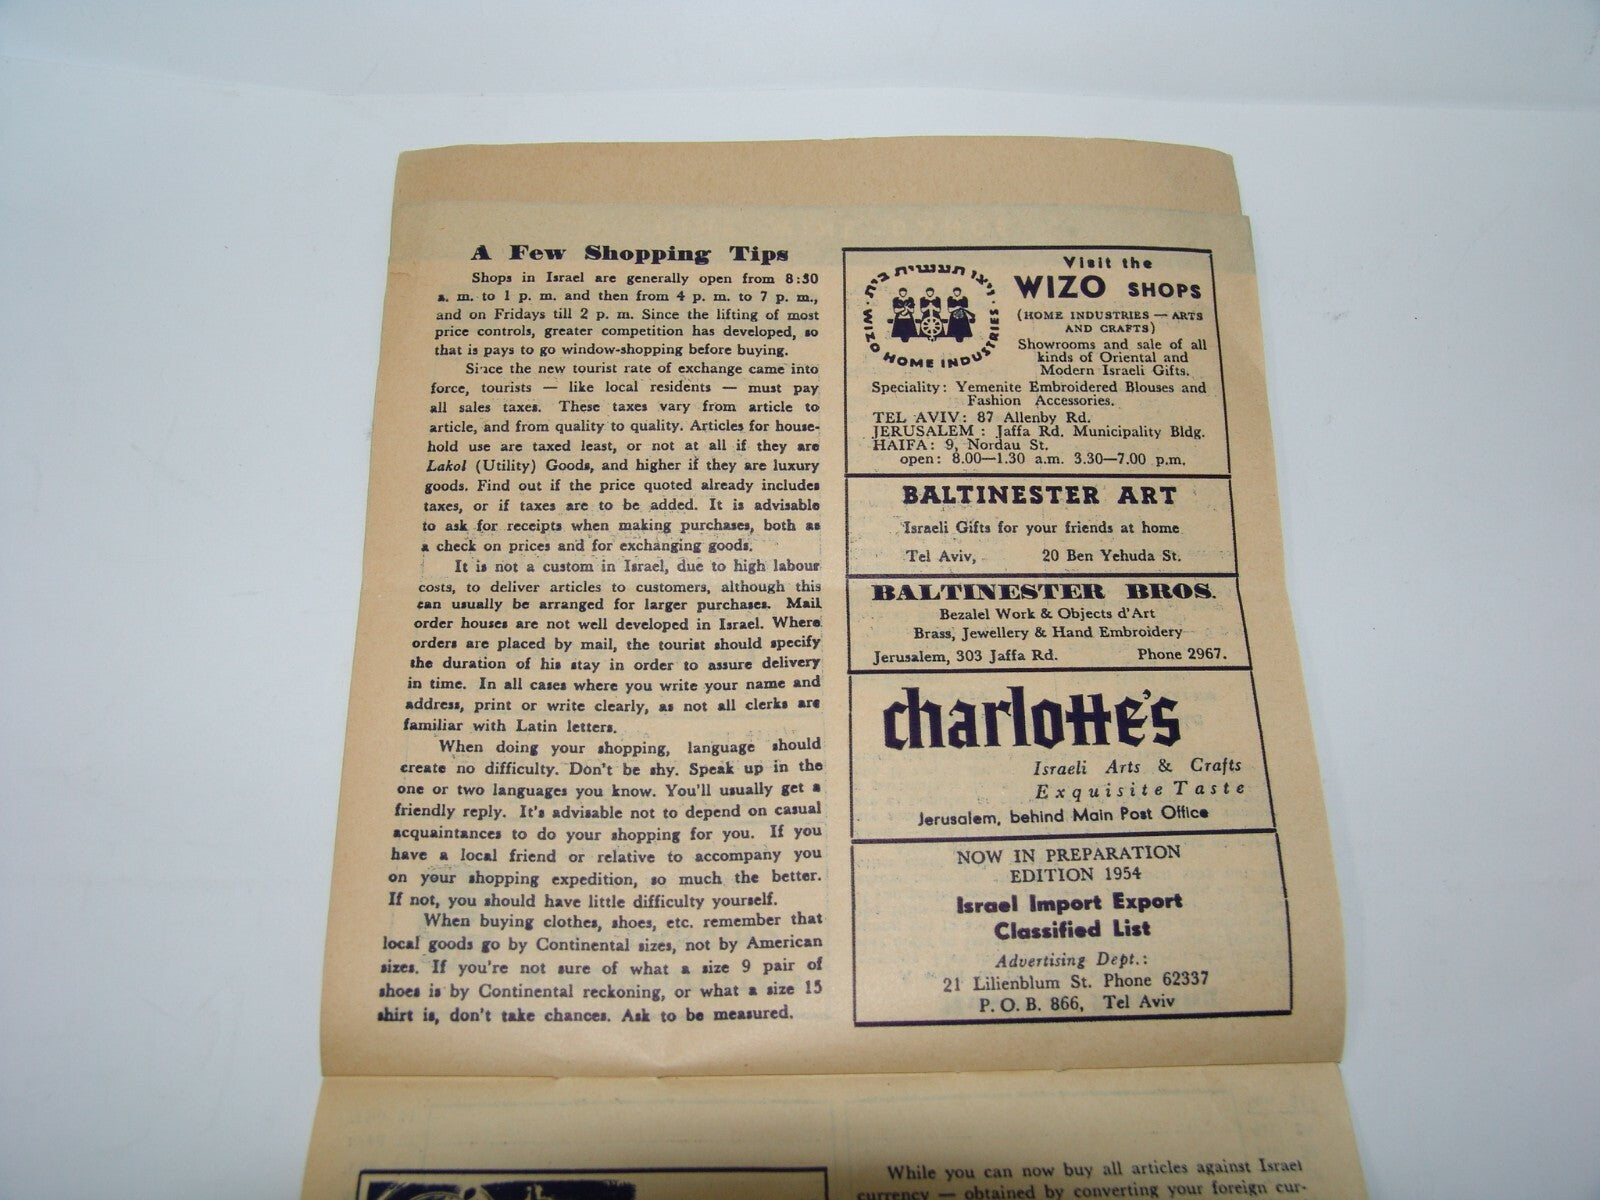 A Few Shopping Tips
Shops in Israel are generally open from 8:30
a. m. to 1 p. m. and then from 4 p. m. to 7 p. m.,
and on Fridays till 2 p. m. Since the lifting of most
price controls, greater competition has developed, so
that is pays to go window-shopping before buying.
Since the new tourist rate of exchange came into
force, tourists — like local residents — must pay
all sales taxes. These taxes vary from article to
article, and from quality to quality. Articles for house-
hold use are taxed least, or not at all if they are
Lakol (Utility) Goods, and higher if they are luxury
goods. Find out if the price quoted already includes
taxes, or if taxes are to be added. It is advisable
to ask for receipts when making purchases, both as
a check on prices and for exchanging goods.
It is not a custom in Israel, due to high labour
costs, to deliver articles to customers, although this
can usually be arranged for larger purchases. Mail
order houses are not well developed in Israel. Where
orders are placed by mail, the tourist should specify
the duration of his stay in order to assure delivery
in time. In all cases where you write your name and
address, print or write clearly, as not all clerks are
familiar with Latin letters.
When doing your shopping, language should
create no difficulty. Don't be shy. Speak up in the
one or two languages you know. You'll usually get a
friendly reply. It's advisable not to depend on casual
acquaintances to do your shopping for you. If you
have a local friend or relative to accompany you
on your shopping expedition, so much the better.
If not, you should have little difficulty yourself.
When buying clothes, shoes, etc. remember that
local goods go by Continental sizes, not by American
sizes. If you're not sure of what a size 9 pair of
shoes is by Continental reckoning, or what a size 15
shirt is, don't take chances. Ask to be measured.
ויצו תעשית בית
WIZO HOME INDUSTRIES
Visit the
WIZO SHOPS
(HOME INDUSTRIES — ARTS
AND CRAFTS)
Showrooms and sale of all
kinds of Oriental and
Modern Israeli Gifts.
Speciality: Yemenite Embroidered Blouses and
Fashion Accessories.
TEL AVIV: 87 Allenby Rd.
JERUSALEM : Jaffa Rd. Municipality Bldg.
HAIFA: 9, Nordau St.
open: 8.00—1.30 a.m. 3.30—7.00 p.m.
BALTINESTER ART
Israeli Gifts for your friends at home
Tel Aviv, 20 Ben Yehuda St.
BALTINESTER BROS.
Bezalel Work & Objects d'Art
Brass, Jewellery & Hand Embroidery
Jerusalem, 303 Jaffa Rd. Phone 2967.
charlotte's
Israeli Arts & Crafts
Exquisite Taste
Jerusalem, behind Main Post Office
NOW IN PREPARATION
EDITION 1954
Israel Import Export
Classified List
Advertising Dept.:
21 Lilienblum St. Phone 62337
P. O. B. 866, Tel Aviv
While you can now buy all articles against Israel
currency — obtained by converting your foreign cur-